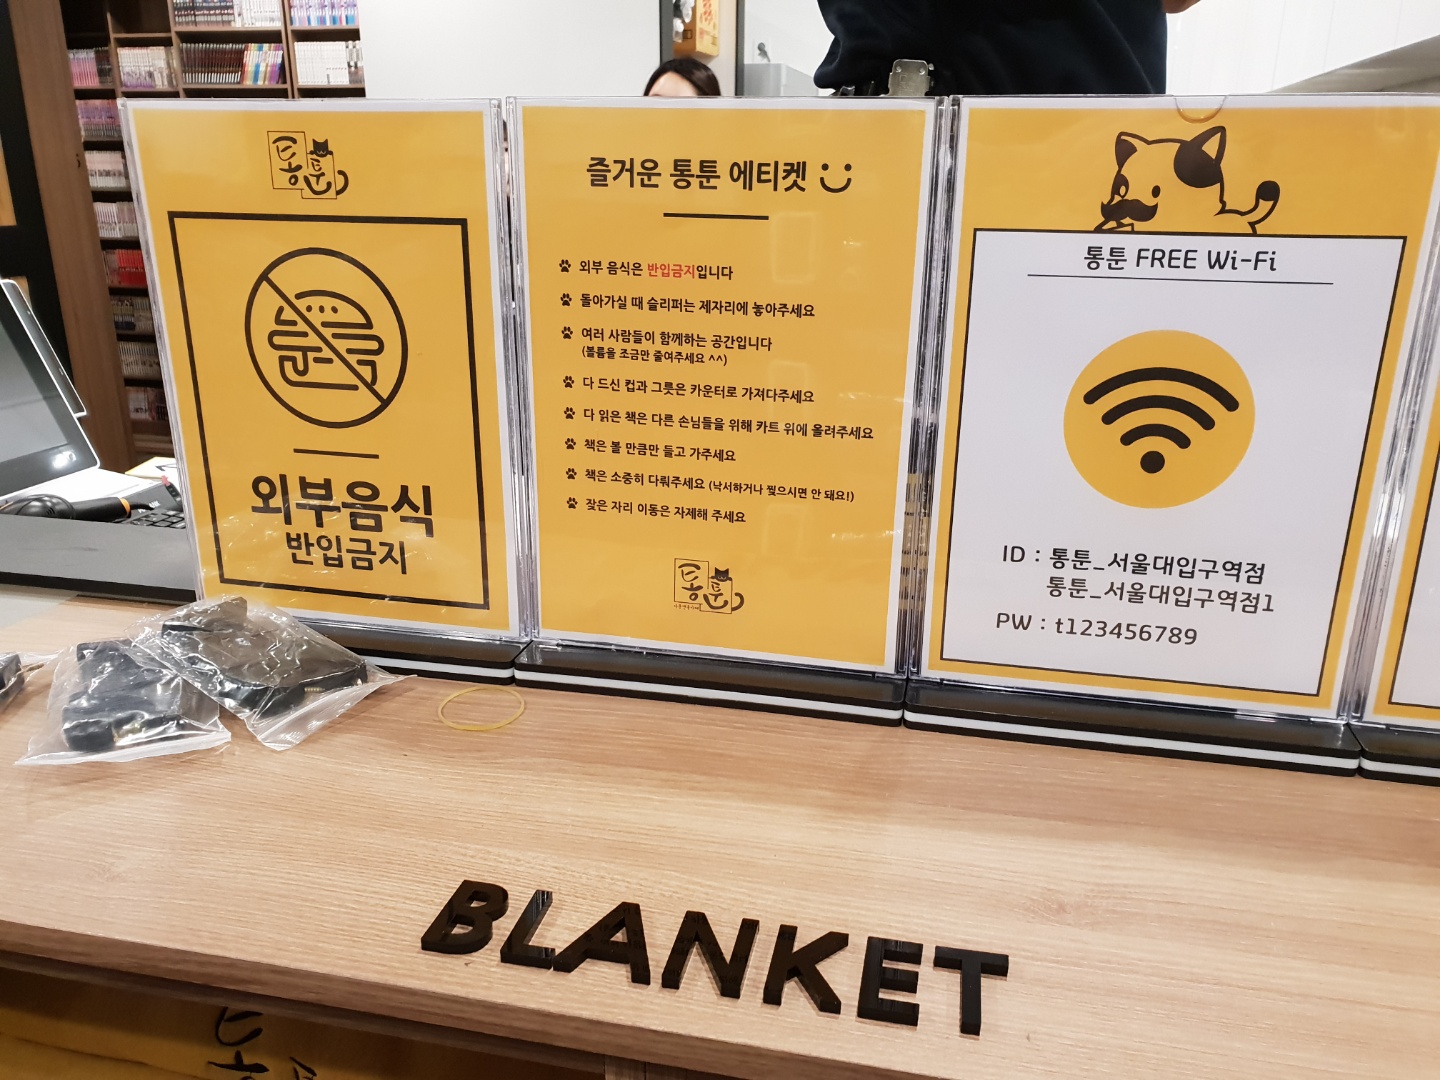 통툰
외부음식
반입금지
즐거운 통툰 에티켓
외부 음식은 반입금지입니다
돌아가실 때 슬리퍼는 제자리에 놓아주세요
여러 사람들이 함께하는 공간입니다
(볼륨을 조금만 줄여주세요 ^^)
다 드신 컵과 그릇은 카운터로 가져다주세요
다 읽은 책은 다른 손님들을 위해 카트 위에 올려주세요
책은 볼 만큼만 들고 가주세요
책은 소중히 다뤄주세요 (낙서하거나 찢으시면 안 돼요!)
잦은 자리 이동은 자제해 주세요
통툰
통툰 FREE Wi-Fi
ID : 통툰_서울대입구역점
통툰_서울대입구역점1
PW : t123456789
BLANKET